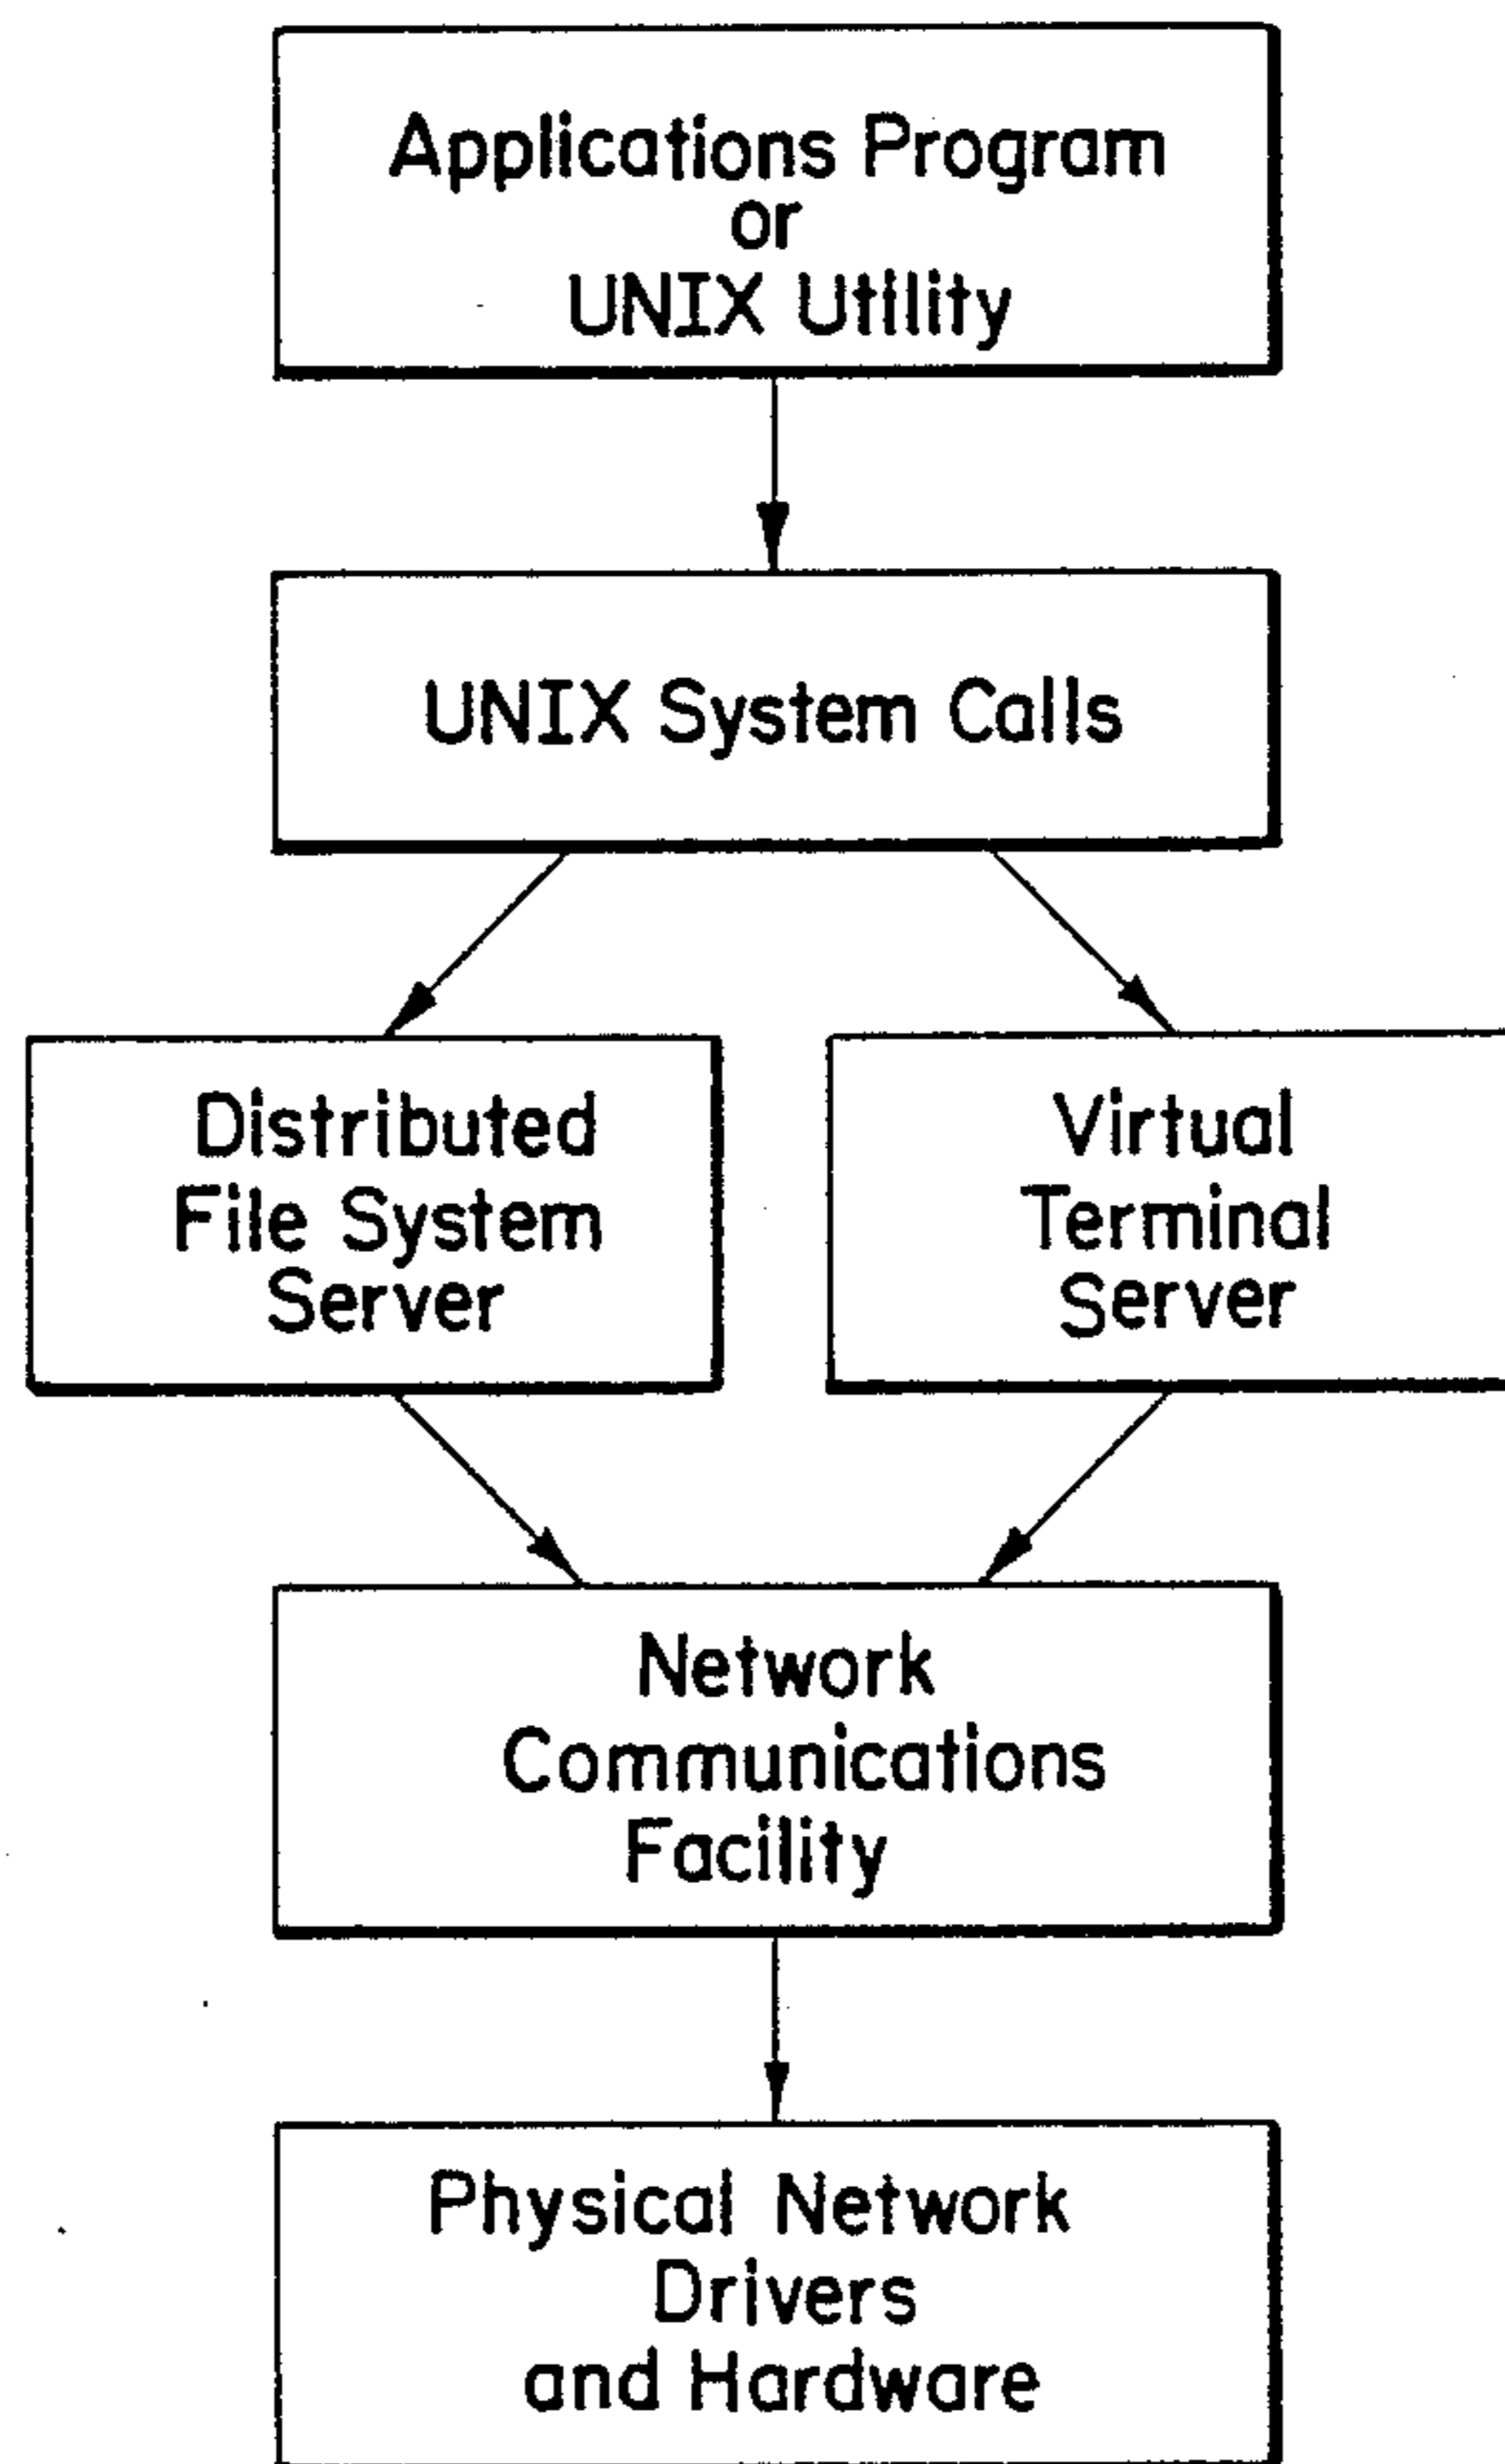 Applications Program
or
UNIX Utility
UNIX System Calls
Distributed
File System
Server
Virtual
Terminal
Server
Network
Communications
Facility
Physical Network
Drivers
and Hardware